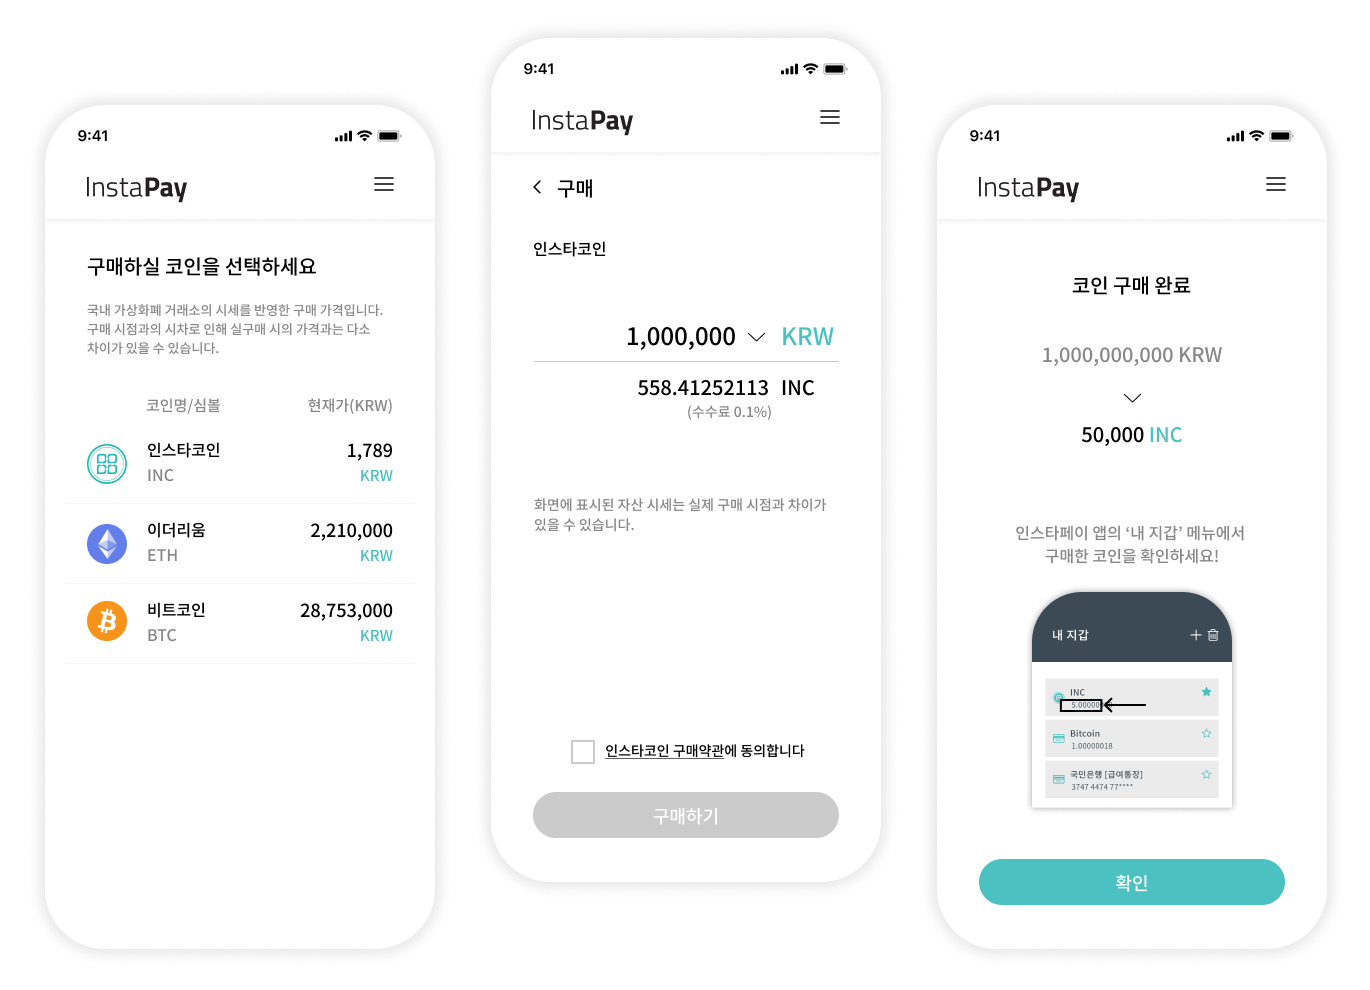 9:41
InstaPay
구매하실 코인을 선택하세요
국내 가상화폐 거래소의 시세를 반영한 구매 가격입니다.
구매 시점과의 시차로 인해 실구매 시의 가격과는 다소
차이가 있을 수 있습니다.
코인명/심볼 현재가(KRW)
인스타코인 1,789
INC KRW
이더리움 2,210,000
ETH KRW
비트코인 28,753,000
BTC KRW
9:41
InstaPay
구매
인스타코인
1,000,000 KRW
558.41252113 INC
(수수료 0.1%)
화면에 표시된 자산 시세는 실제 구매 시점과 차이가
있을 수 있습니다.
인스타코인 구매약관에 동의합니다
구매하기
9:41
InstaPay
코인 구매 완료
1,000,000,000 KRW
50,000 INC
인스타페이 앱의 ‘내 지갑’ 메뉴에서
구매한 코인을 확인하세요!
내 지갑
INC
Bitcoin
1.00000018
국민은행 [급여통장]
3747 4474 77****
확인